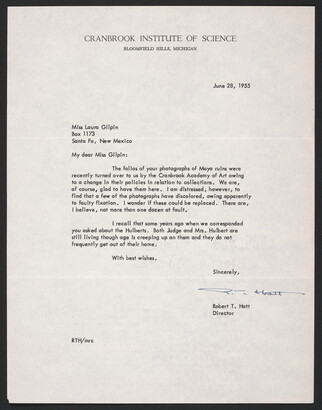 CRANBROOK INSTITUTE OF SCIENCE
BLOOMFIELD HILLS, MICHIGAN
June 28, 1955
Miss Laura Gilpin
Box 1173
Santa Fe, New Mexico
My dear Miss Gilpin:
The folios of your photographs of Maya ruins were
recently turned over to us by the Cranbrook Academy of Art owing
to a change in their policies in relation to collections. We are,
of course, glad to have them here. I am distressed, however, to
find that a few of the photographs have discolored, owing apparently
to faulty fixation. I wonder if these could be replaced. There are,
I believe, not more than one dozen at fault.
I recall that some years ago when we corresponded
you asked about the Hulberts. Both Judge and Mrs. Hulbert are
still living though age is creeping up on them and they do not
frequently get out of their home.
With best wishes.
Sincerely,
Robert T. Hatt
Director
RTH/mrs